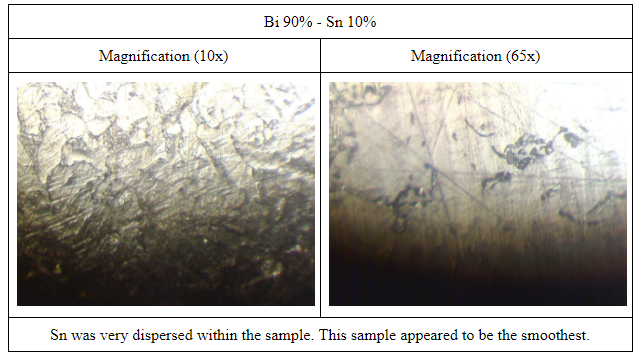 Bi 90% - Sn 10%
Magnification (10x)
Magnification (65x)
Sn was very dispersed within the sample. This sample appeared to be the smoothest.